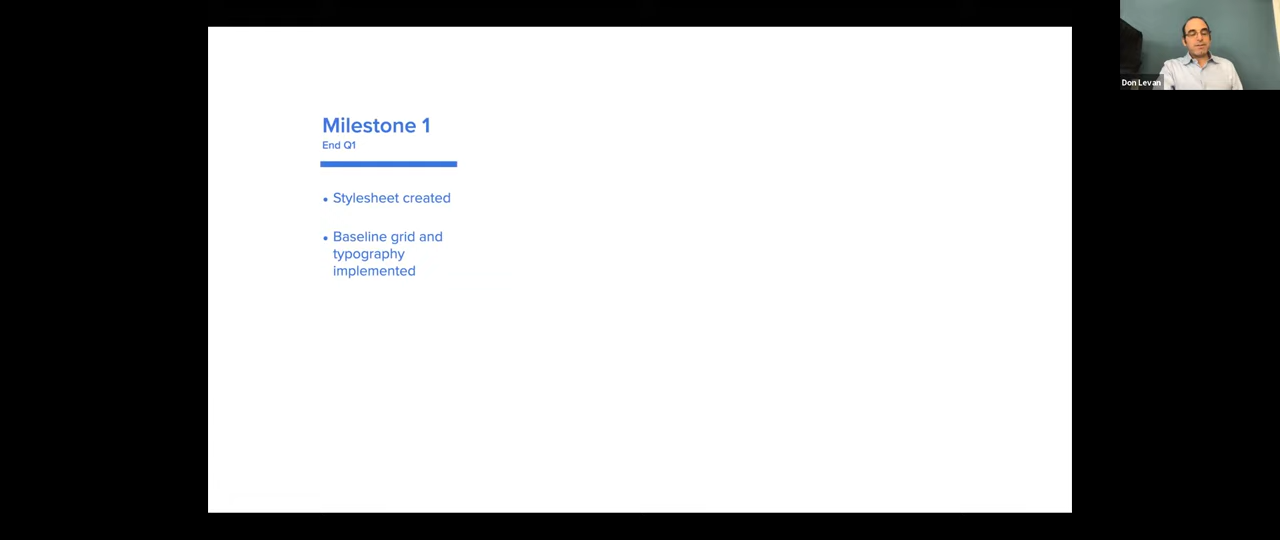 Milestone 1
End Q1
• Stylesheet created
• Baseline grid and
typography
implemented
Don Levan